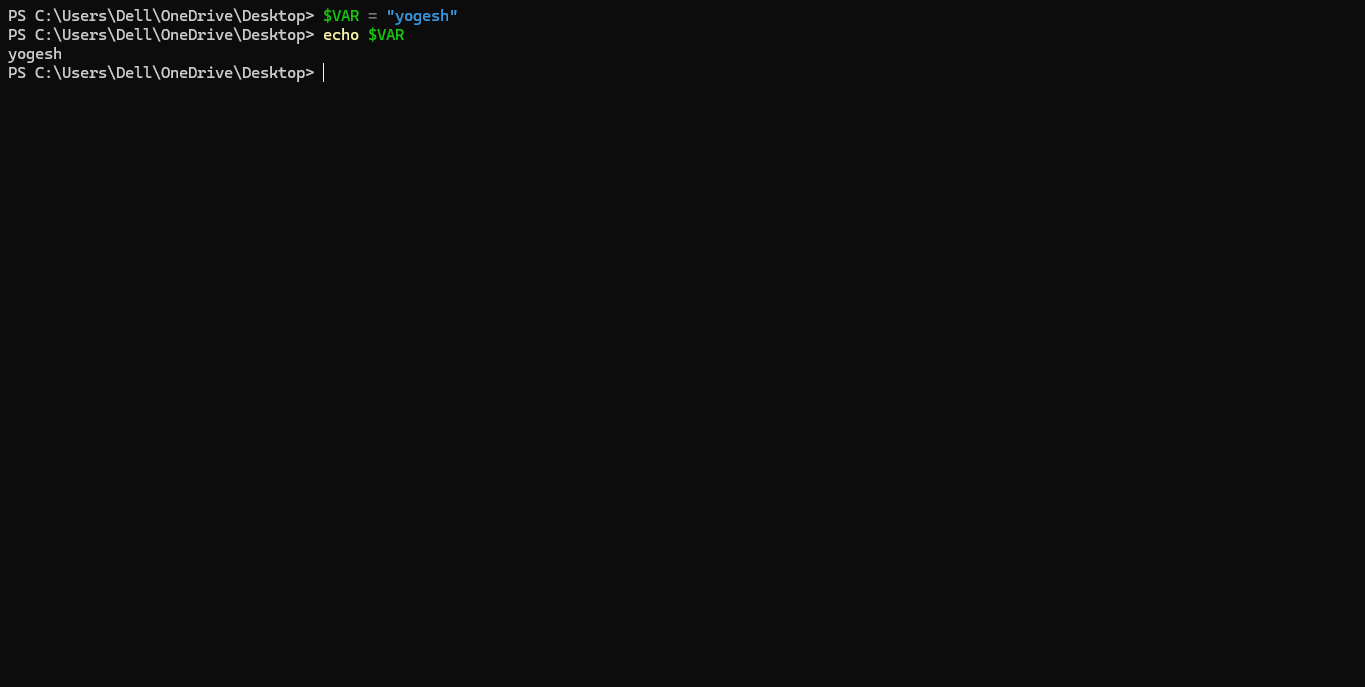 PS C:\Users\Dell\OneDrive\Desktop> $VAR = "yogesh"
PS C:\Users\Dell\OneDrive\Desktop> echo $VAR
yogesh
PS C:\Users\Dell\OneDrive\Desktop>